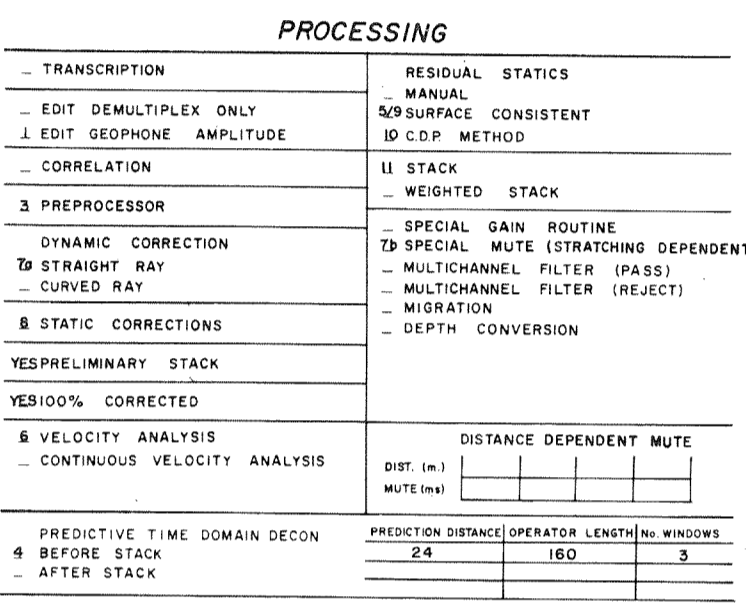 PROCESSING
_ TRANSCRIPTION
_ EDIT DEMULTIPLEX ONLY
1 EDIT GEOPHONE AMPLITUDE
_ CORRELATION
3 PREPROCESSOR
DYNAMIC CORRECTION
7a STRAIGHT RAY
_ CURVED RAY
8 STATIC CORRECTIONS
YES PRELIMINARY STACK
YES 100% CORRECTED
6 VELOCITY ANALYSIS
_ CONTINUOUS VELOCITY ANALYSIS
RESIDUAL STATICS
_ MANUAL
5/9 SURFACE CONSISTENT
10 C.D.P. METHOD
11 STACK
_ WEIGHTED STACK
_ SPECIAL GAIN ROUTINE
7b SPECIAL MUTE (STRATCHING DEPENDENT
_ MULTICHANNEL FILTER (PASS)
_ MULTICHANNEL FILTER (REJECT)
_ MIGRATION
_ DEPTH CONVERSION
DISTANCE DEPENDENT MUTE
DIST. (m.)
MUTE (ms)
PREDICTIVE TIME DOMAIN DECON
4 BEFORE STACK
_ AFTER STACK
PREDICTION DISTANCE OPERATOR LENGTH No. WINDOWS
24 160 3